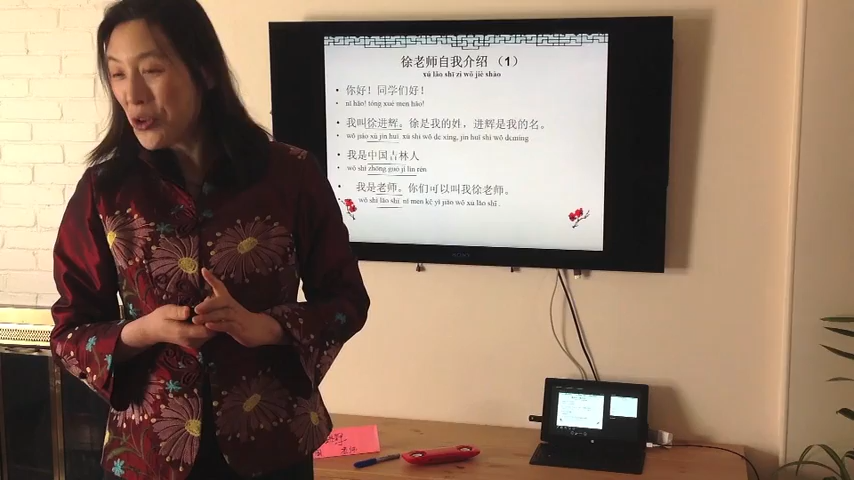 徐老师自我介绍 （1）
xú lǎo shī zì wǒ jiè shào
你好！同学们好！
nǐ hǎo! tóng xué men hǎo!
我叫徐进辉。徐是我的姓，进辉是我的名。
wǒ jiào xú jìn huī xú shì wǒ de xìng, jìn huī shì wǒ de míng
我是中国吉林人
wǒ shì zhōng guó jí lín rén
我是老师。你们可以叫我徐老师。
wǒ shì lǎo shī nǐ men kě yǐ jiào wǒ xú lǎo shī .
SONY